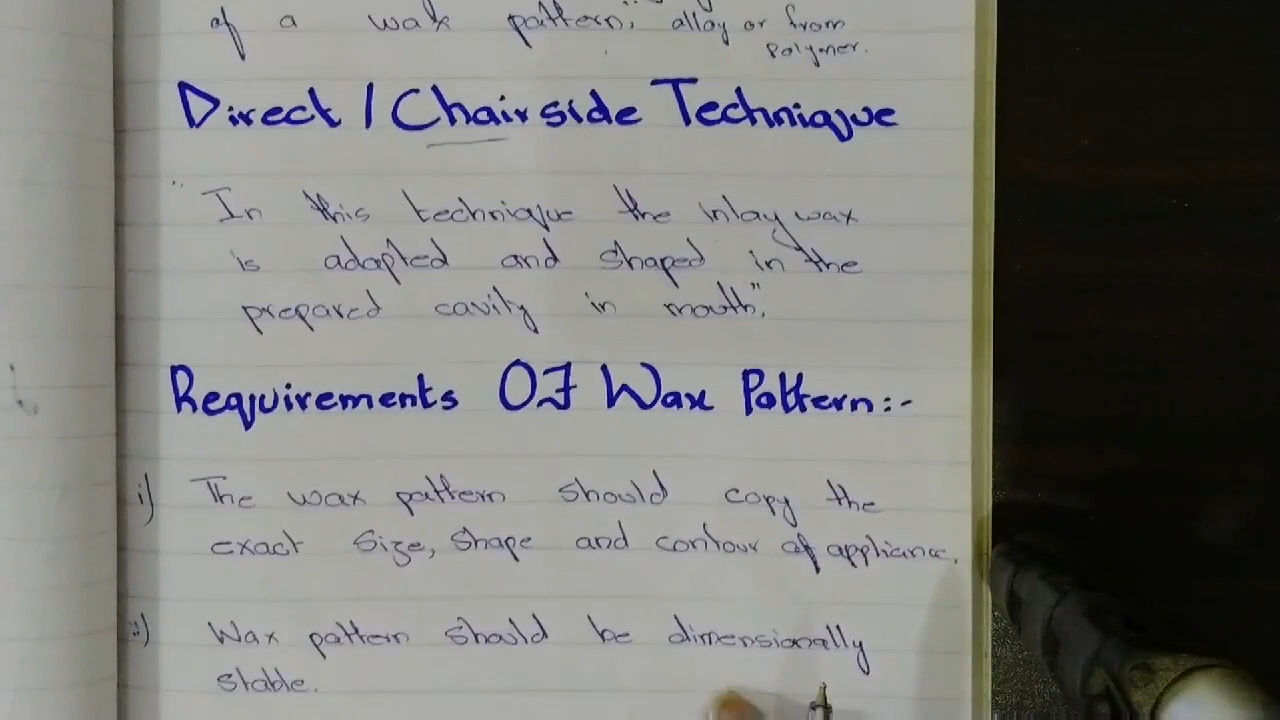 of a wax pattern." alloy or from
Polymer.
Direct / Chairside Technique
"In this technique the inlay wax
is adapted and shaped in the
prepared cavity in mouth".
Requirements Of Wax Pattern:-
i) The wax pattern should copy the
exact size, shape and contour of appliance.
ii) Wax pattern should be dimensionally
stable.